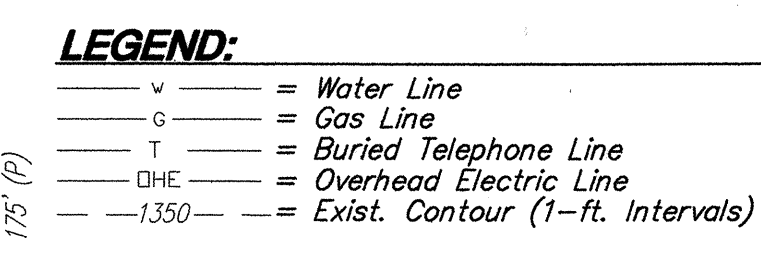 LEGEND:
W = Water Line
G = Gas Line
T = Buried Telephone Line
OHE = Overhead Electric Line
1350 = Exist. Contour (1-ft. Intervals)
175' (P)